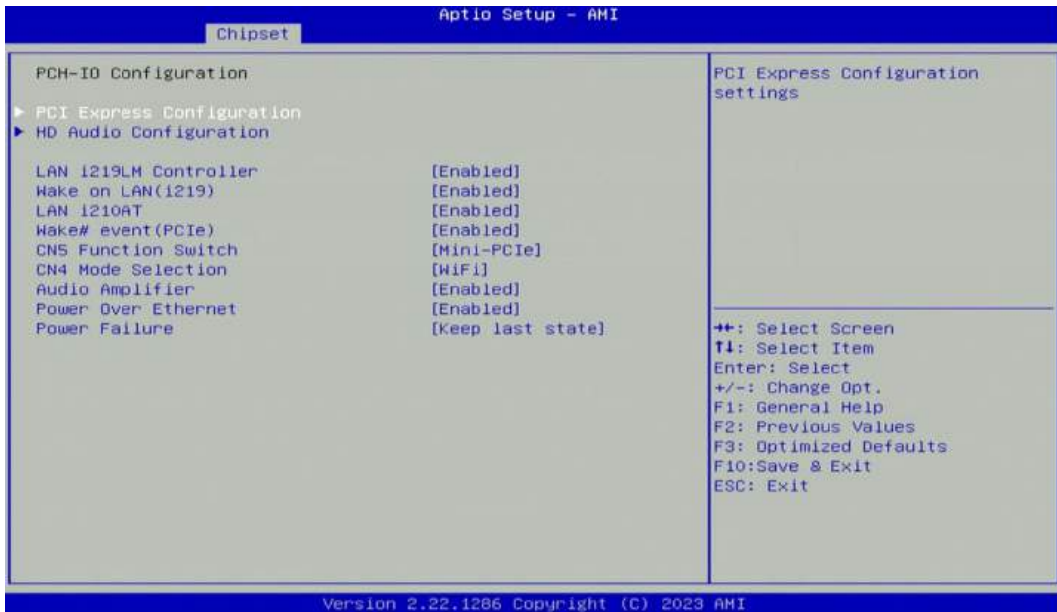 Aptio Setup - AMI
Chipset
PCH-IO Configuration
▶ PCI Express Configuration
▶ HD Audio Configuration
LAN i219LM Controller [Enabled]
Wake on LAN(i219) [Enabled]
LAN i210AT [Enabled]
Wake# event(PCIe) [Enabled]
CN5 Function Switch [Mini-PCIe]
CN4 Mode Selection [WiFi]
Audio Amplifier [Enabled]
Power Over Ethernet [Enabled]
Power Failure [Keep last state]
PCI Express Configuration
settings
→←: Select Screen
↑↓: Select Item
Enter: Select
+/-: Change Opt.
F1: General Help
F2: Previous Values
F3: Optimized Defaults
F10:Save & Exit
ESC: Exit
Version 2.22.1286 Copyright (C) 2023 AMI